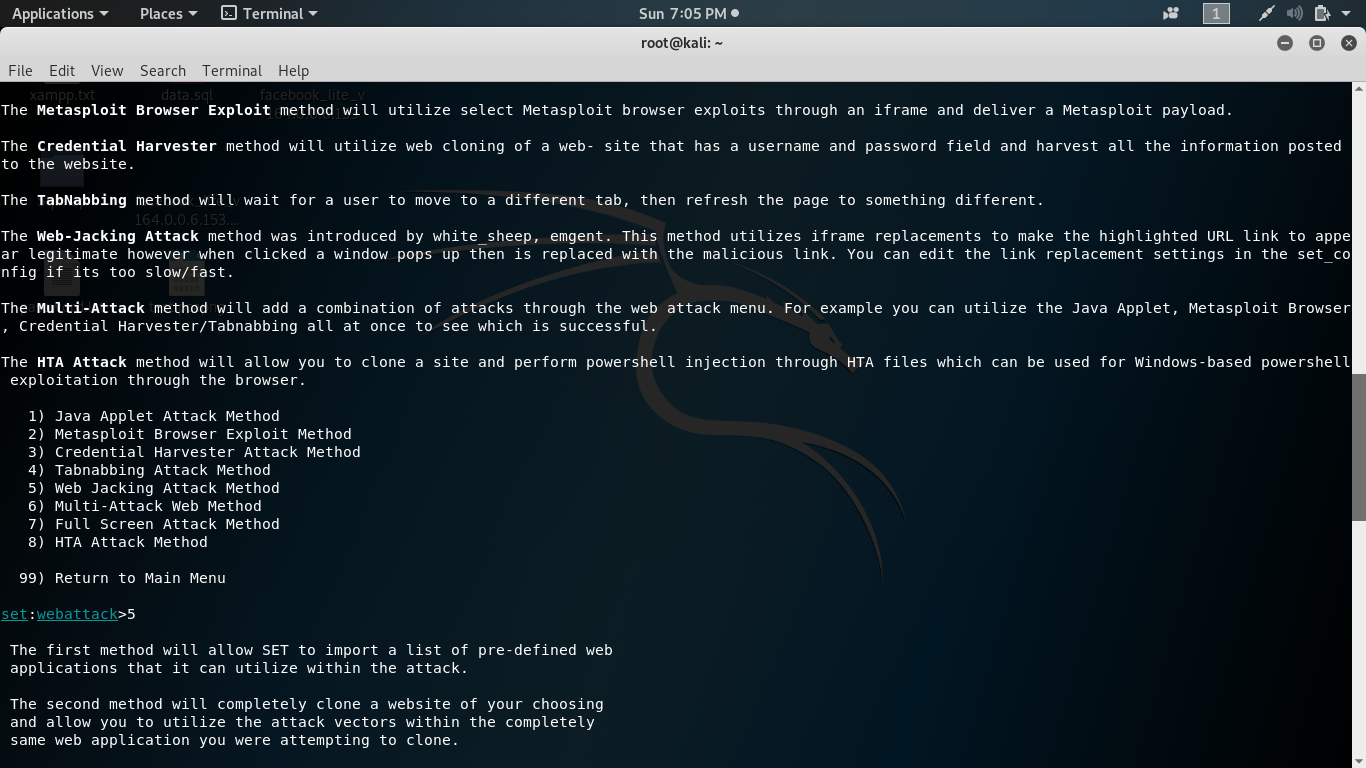 Applications Places Terminal Sun 7:05 PM 1
root@kali: ~
File Edit View Search Terminal Help
xampp.txt data.sql facebook_lite_v
The Metasploit Browser Exploit method will utilize select Metasploit browser exploits through an iframe and deliver a Metasploit payload.
The Credential Harvester method will utilize web cloning of a web- site that has a username and password field and harvest all the information posted
to the website.
The TabNabbing method will wait for a user to move to a different tab, then refresh the page to something different.
164.0.0.6.153....
The Web-Jacking Attack method was introduced by white_sheep, emgent. This method utilizes iframe replacements to make the highlighted URL link to appe
ar legitimate however when clicked a window pops up then is replaced with the malicious link. You can edit the link replacement settings in the set_co
nfig if its too slow/fast.
The Multi-Attack method will add a combination of attacks through the web attack menu. For example you can utilize the Java Applet, Metasploit Browser
, Credential Harvester/Tabnabbing all at once to see which is successful.
The HTA Attack method will allow you to clone a site and perform powershell injection through HTA files which can be used for Windows-based powershell
exploitation through the browser.
1) Java Applet Attack Method
2) Metasploit Browser Exploit Method
3) Credential Harvester Attack Method
4) Tabnabbing Attack Method
5) Web Jacking Attack Method
6) Multi-Attack Web Method
7) Full Screen Attack Method
8) HTA Attack Method
99) Return to Main Menu
set:webattack>5
The first method will allow SET to import a list of pre-defined web
applications that it can utilize within the attack.
The second method will completely clone a website of your choosing
and allow you to utilize the attack vectors within the completely
same web application you were attempting to clone.